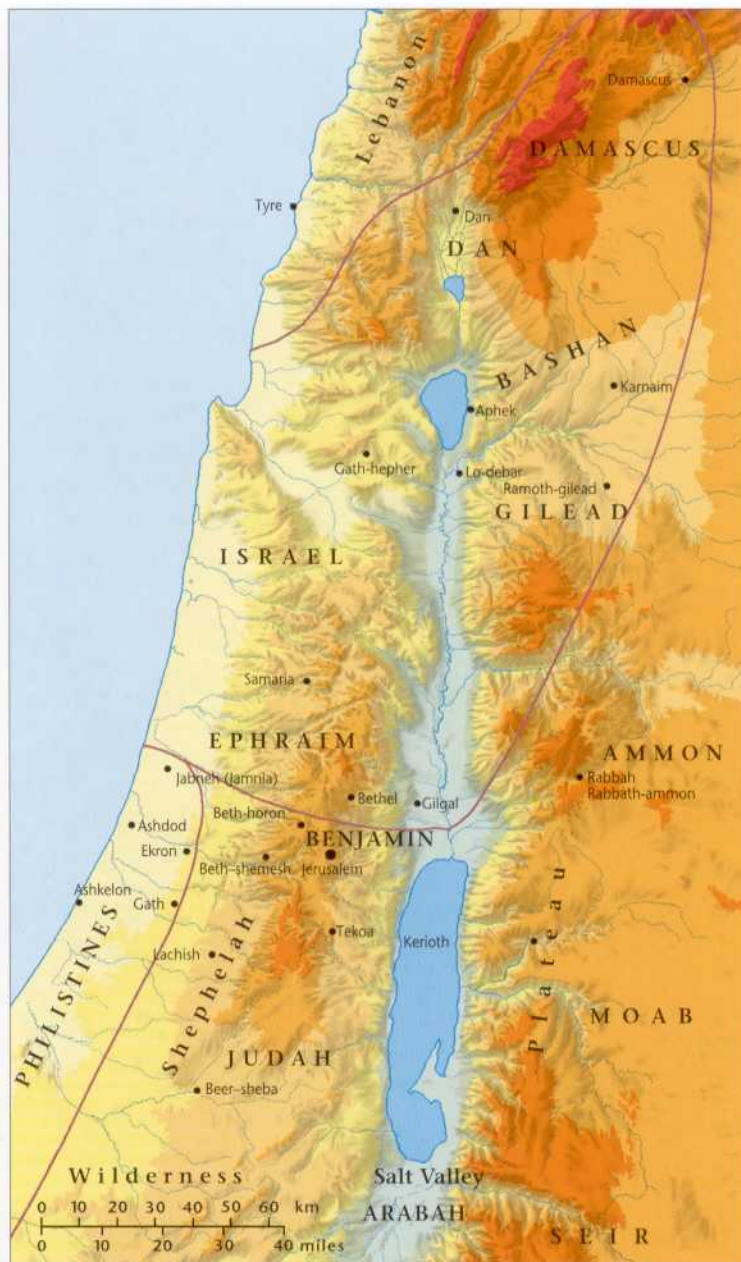 Lebanon
Damascus
DAMASCUS
Tyre
Dan
DAN
BASHAN
Karnaim
Aphek
Gath-hepher
Lo-debar
Ramoth-gilead
GILEAD
ISRAEL
Samaria
EPHRAIM
AMMON
Jabneh (Jamnla)
Rabbah
Rabbath-ammon
Bethel
Gilgal
Beth-horon
Ashdod
BENJAMIN
Ekron
Beth-shemesh
Jerusalem
Ashkelon
Gath
Plateau
PHILISTINES
Shephelah
Tekoa
Kerioth
Lachish
MOAB
JUDAH
Beer-sheba
Wilderness
Salt Valley
0 10 20 30 40 50 60 km
ARABAH
SEIR
0 10 20 30 40 miles